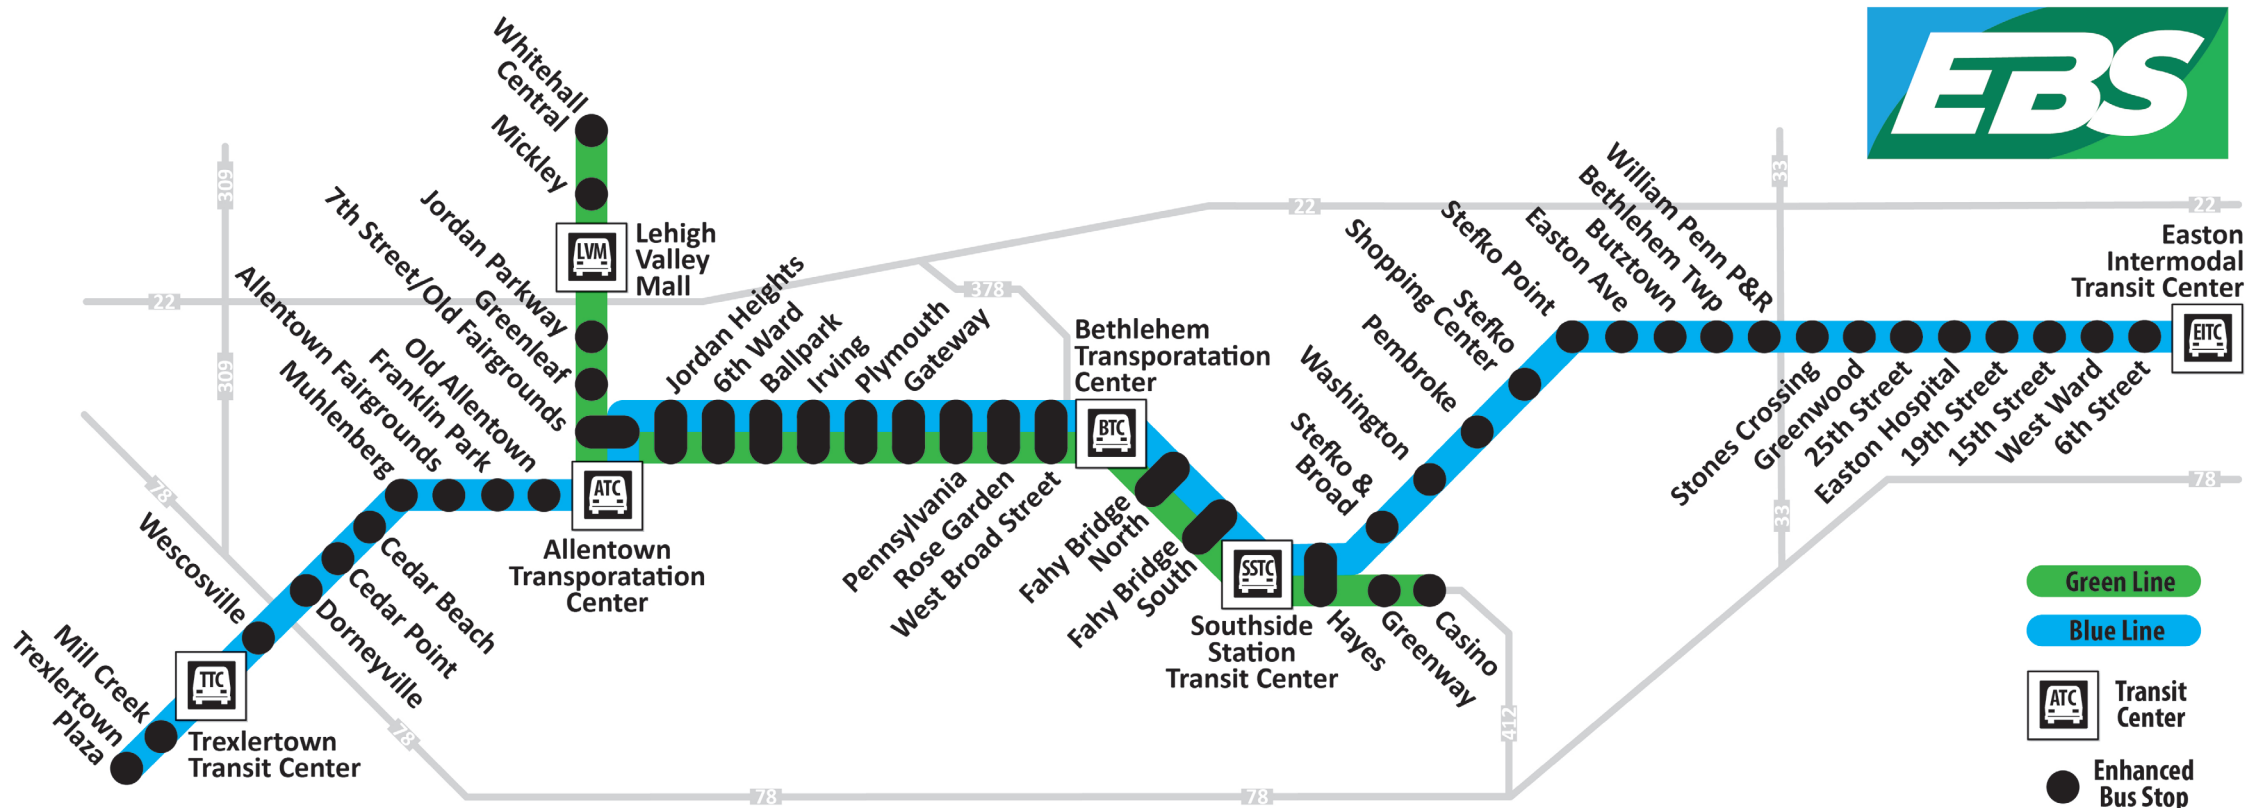 EBS
Whitehall
Central
Mickley
LVM
Lehigh
Valley
Mall
Jordan Parkway
Greenleaf
7th Street/Old Fairgrounds
Allentown Fairgrounds
Muhlenberg
Franklin Park
Old Allentown
ATC
Allentown
Transporatation
Center
Wescosville
Cedar Beach
Cedar Point
Dorneyville
TTC
Trexlertown
Transit Center
Mill Creek
Trexlertown
Plaza
Jordan Heights
6th Ward
Ballpark
Irving
Plymouth
Gateway
Pennsylvania
Rose Garden
West Broad Street
BTC
Bethlehem
Transporatation
Center
Fahy Bridge
North
Fahy Bridge
South
SSTC
Southside
Station
Transit Center
Hayes
Greenway
Casino
Stefko &
Broad
Washington
Pembroke
Stefko
Shopping Center
Stefko Point
Easton Ave
Butztown
Bethlehem Twp
William Penn P&R
Stones Crossing
Greenwood
25th Street
Easton Hospital
19th Street
15th Street
West Ward
6th Street
Easton
Intermodal
Transit Center
EITC
309
309
22
22
22
378
33
33
78
78
78
78
78
412
Green Line
Blue Line
ATC
Transit
Center
Enhanced
Bus Stop